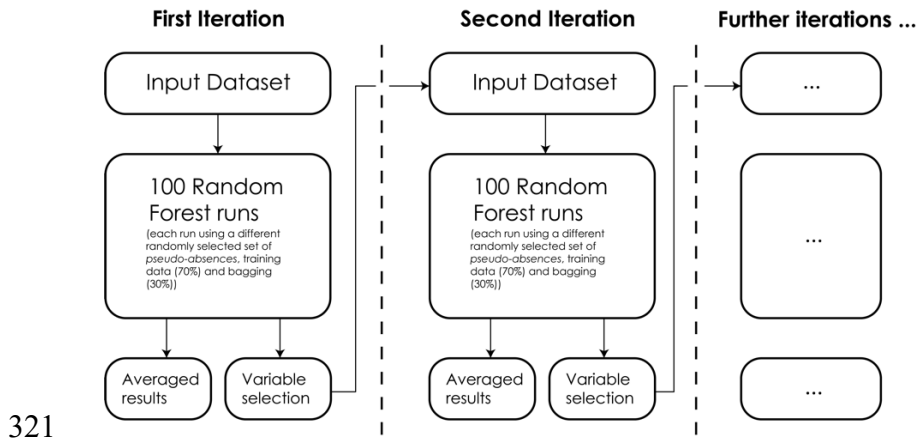 First Iteration
Input Dataset
100 Random
Forest runs
(each run using a different
randomly selected set of
pseudo-absences, training
data (70%) and bagging
(30%))
Averaged
results
Variable
selection
Second Iteration
Input Dataset
100 Random
Forest runs
(each run using a different
randomly selected set of
pseudo-absences, training
data (70%) and bagging
(30%))
Averaged
results
Variable
selection
Further iterations ...
...
...
...
321